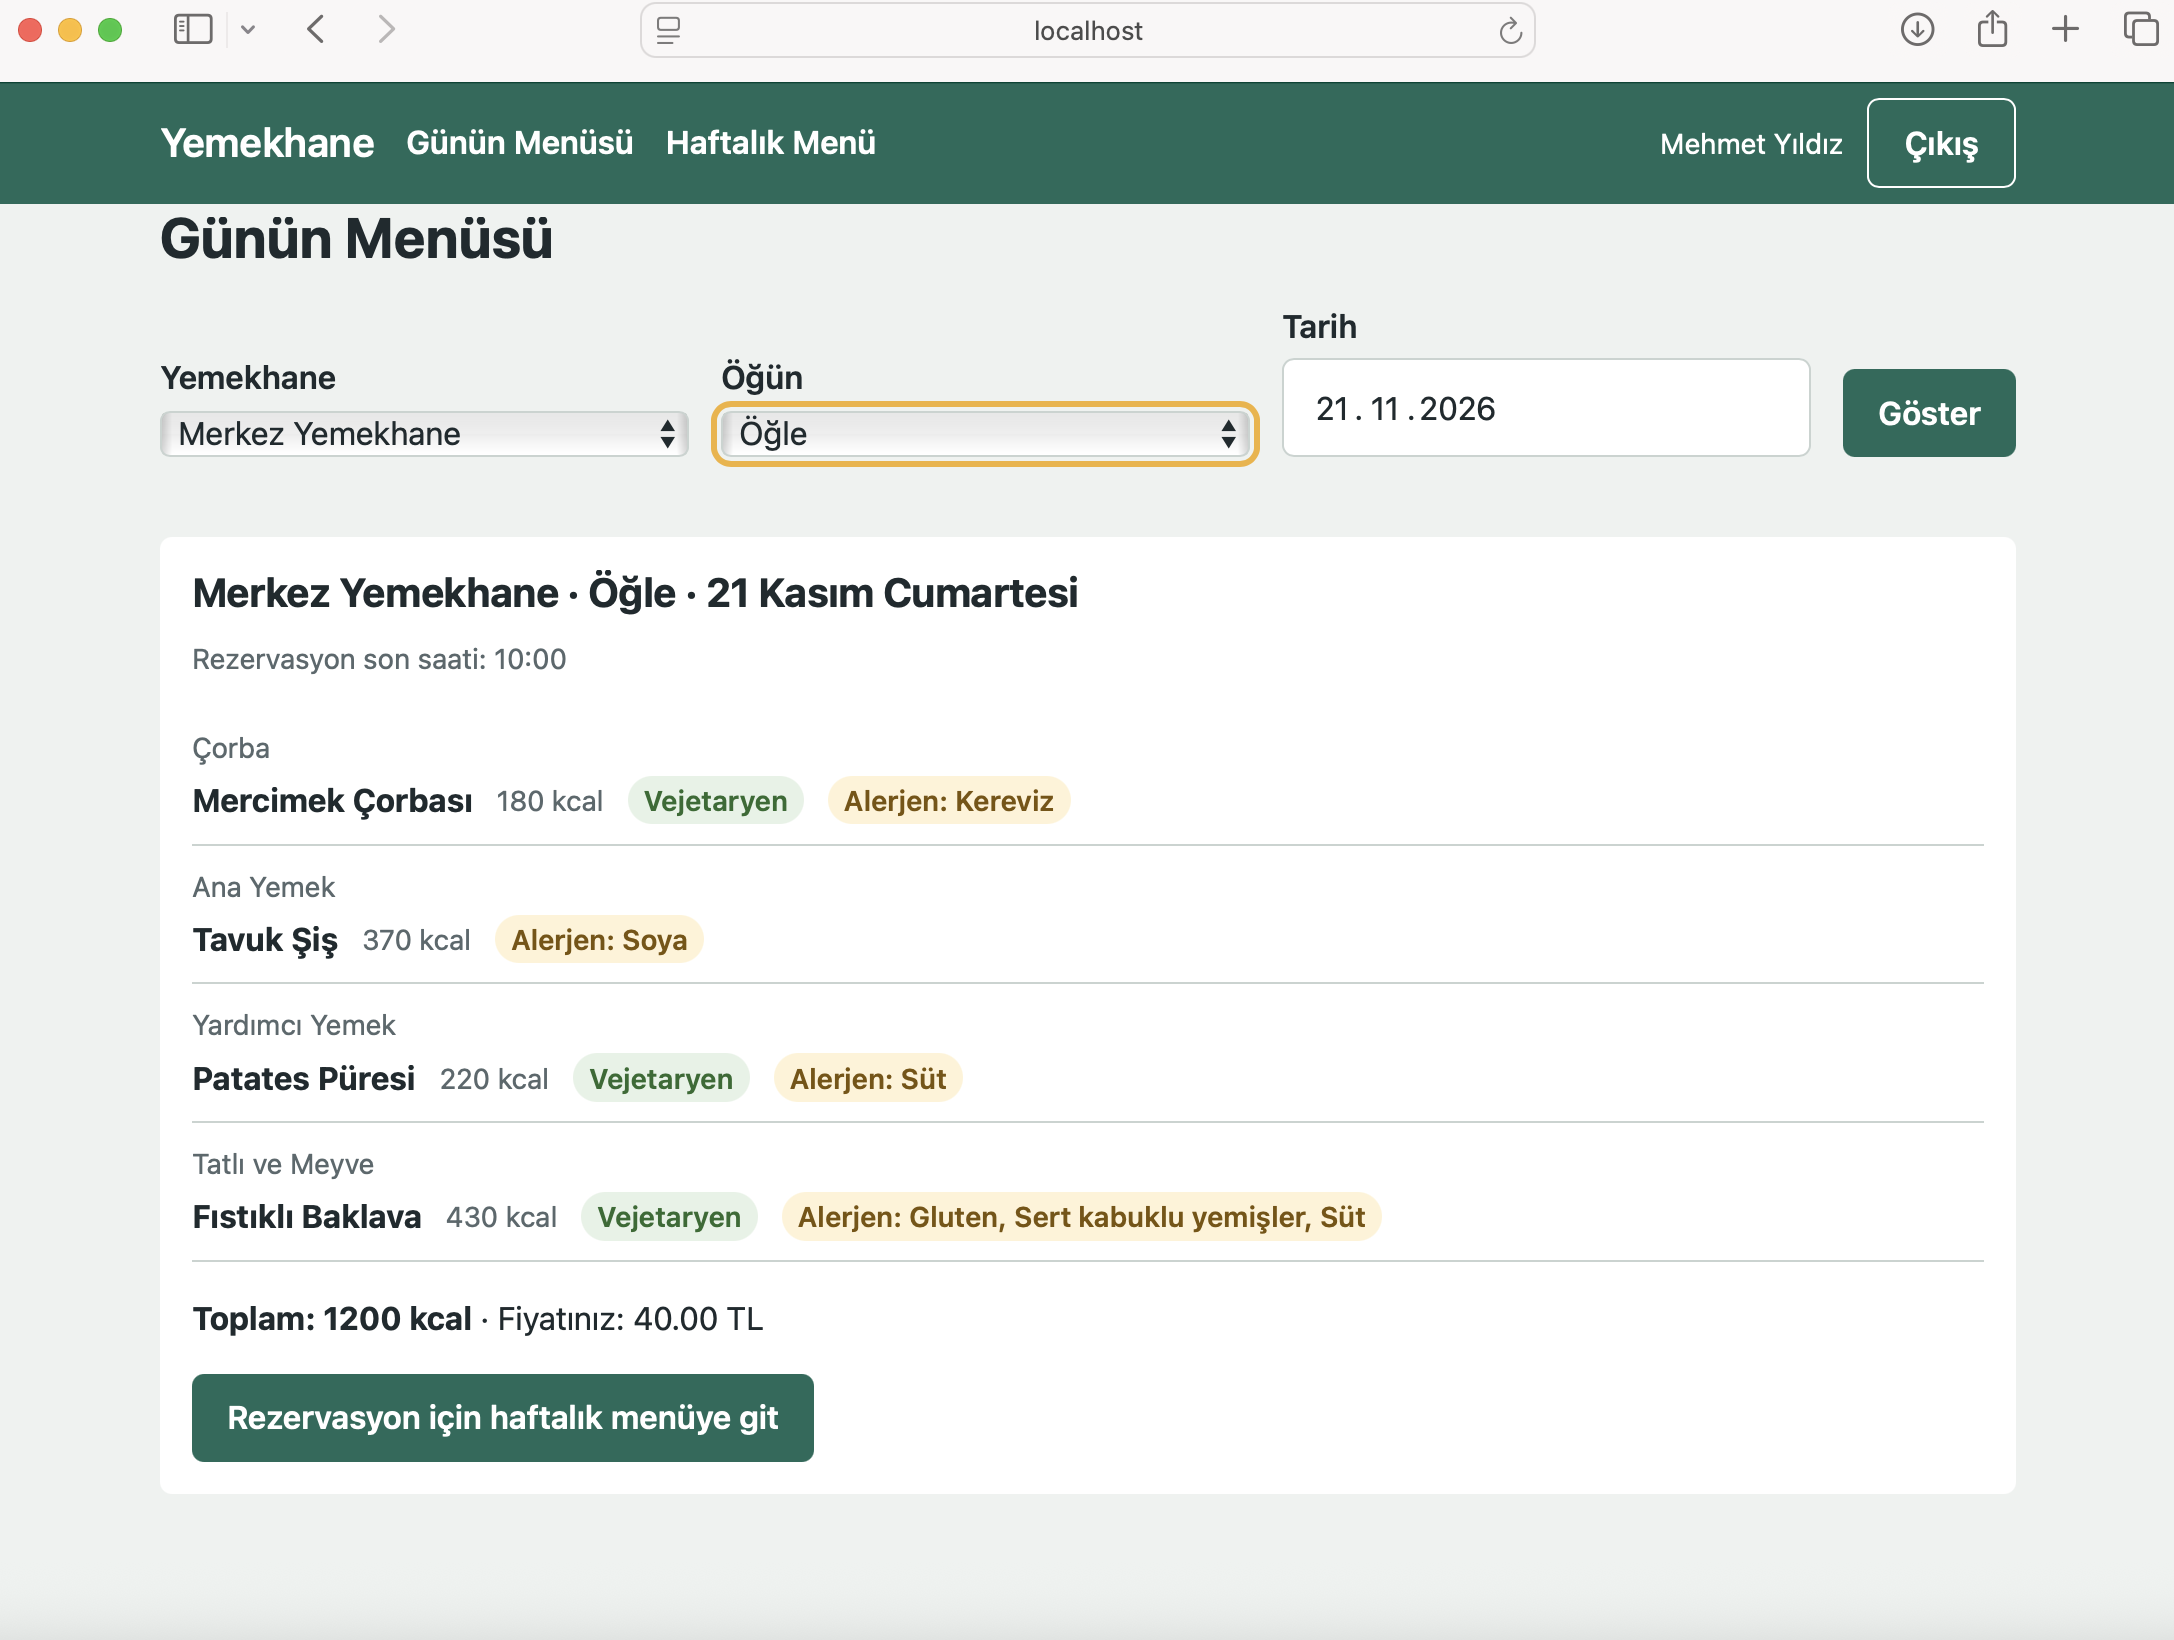 localhost
Yemekhane Günün Menüsü Haftalık Menü Mehmet Yıldız Çıkış
Günün Menüsü
Yemekhane Öğün Tarih
Merkez Yemekhane Öğle 21.11.2026 Göster
Merkez Yemekhane · Öğle · 21 Kasım Cumartesi
Rezervasyon son saati: 10:00
Çorba
Mercimek Çorbası 180 kcal Vejetaryen Alerjen: Kereviz
Ana Yemek
Tavuk Şiş 370 kcal Alerjen: Soya
Yardımcı Yemek
Patates Püresi 220 kcal Vejetaryen Alerjen: Süt
Tatlı ve Meyve
Fıstıklı Baklava 430 kcal Vejetaryen Alerjen: Gluten, Sert kabuklu yemişler, Süt
Toplam: 1200 kcal · Fiyatınız: 40.00 TL
Rezervasyon için haftalık menüye git